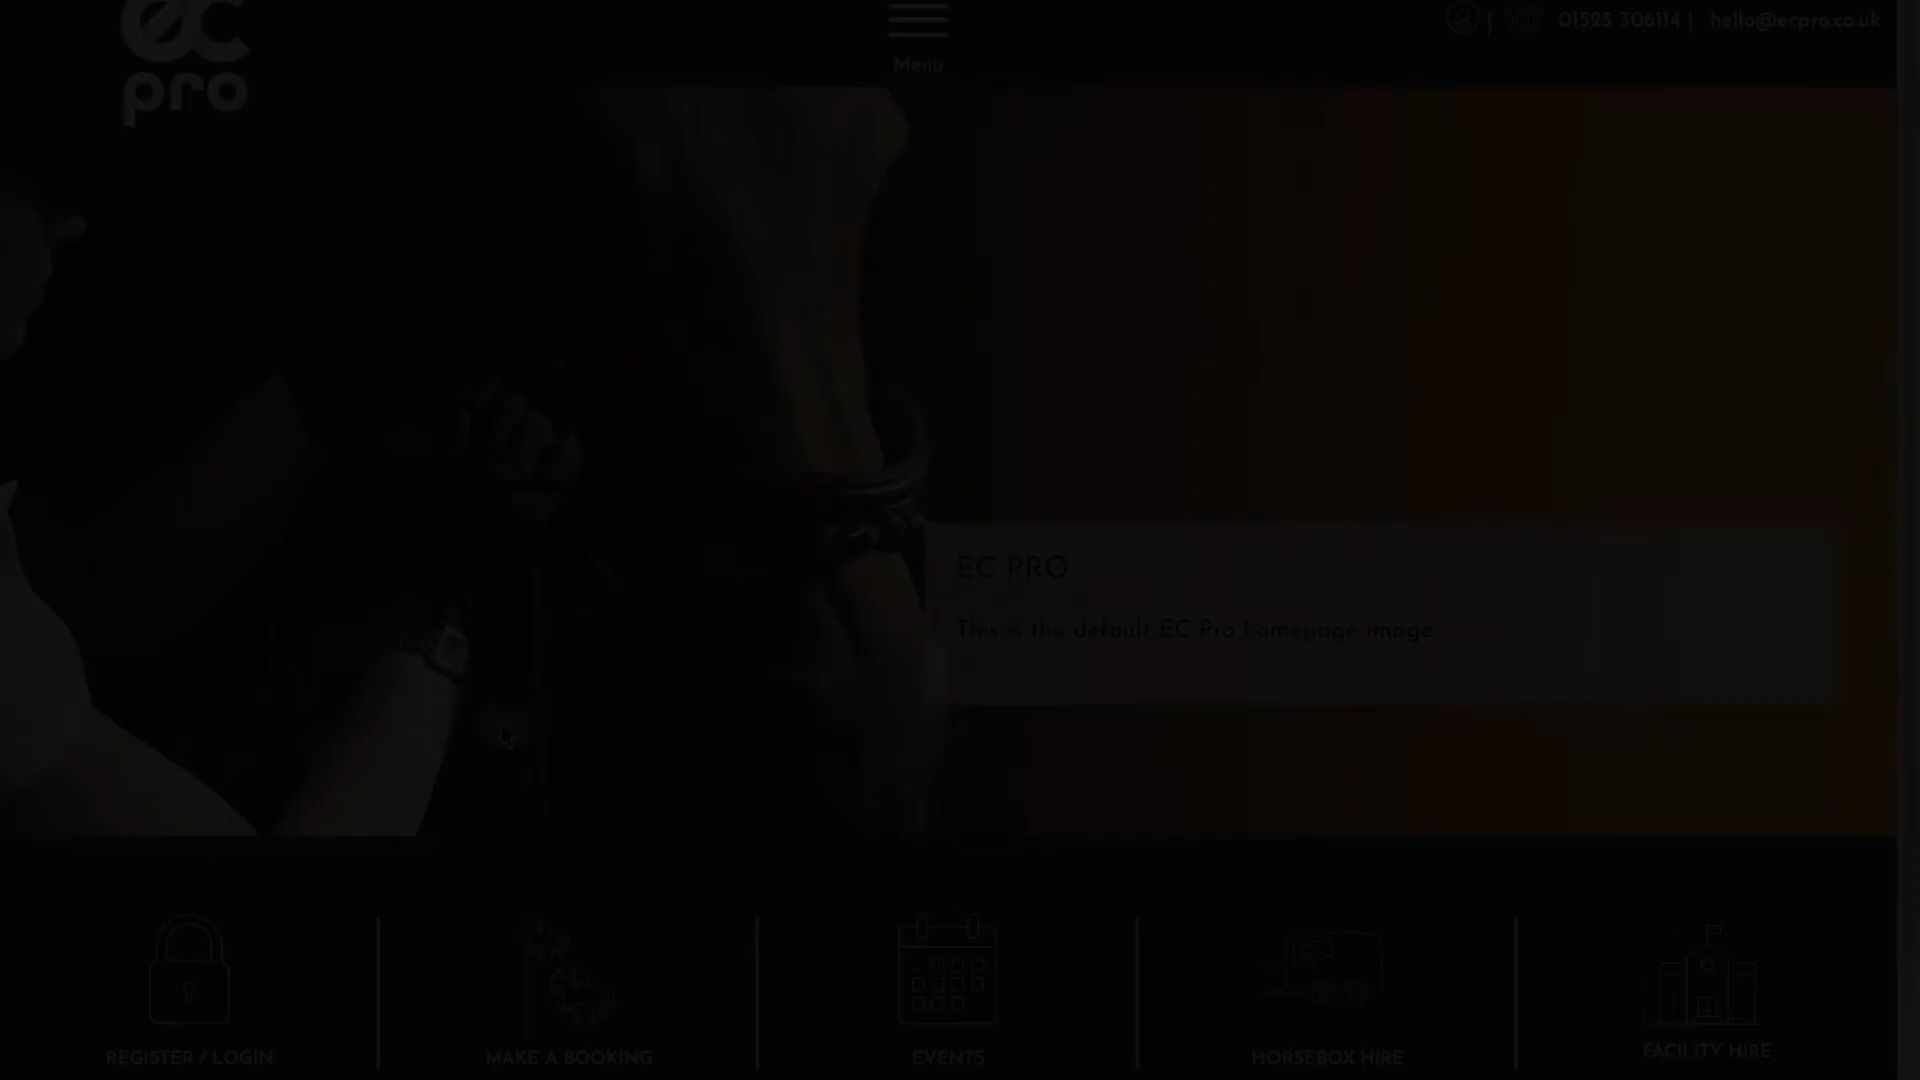 ec
pro
Menu
01525 306114 | hello@ecpro.co.uk
EC PRO
This is the default EC Pro homepage image
REGISTER / LOGIN
MAKE A BOOKING
EVENTS
HORSEBOX HIRE
FACILITY HIRE